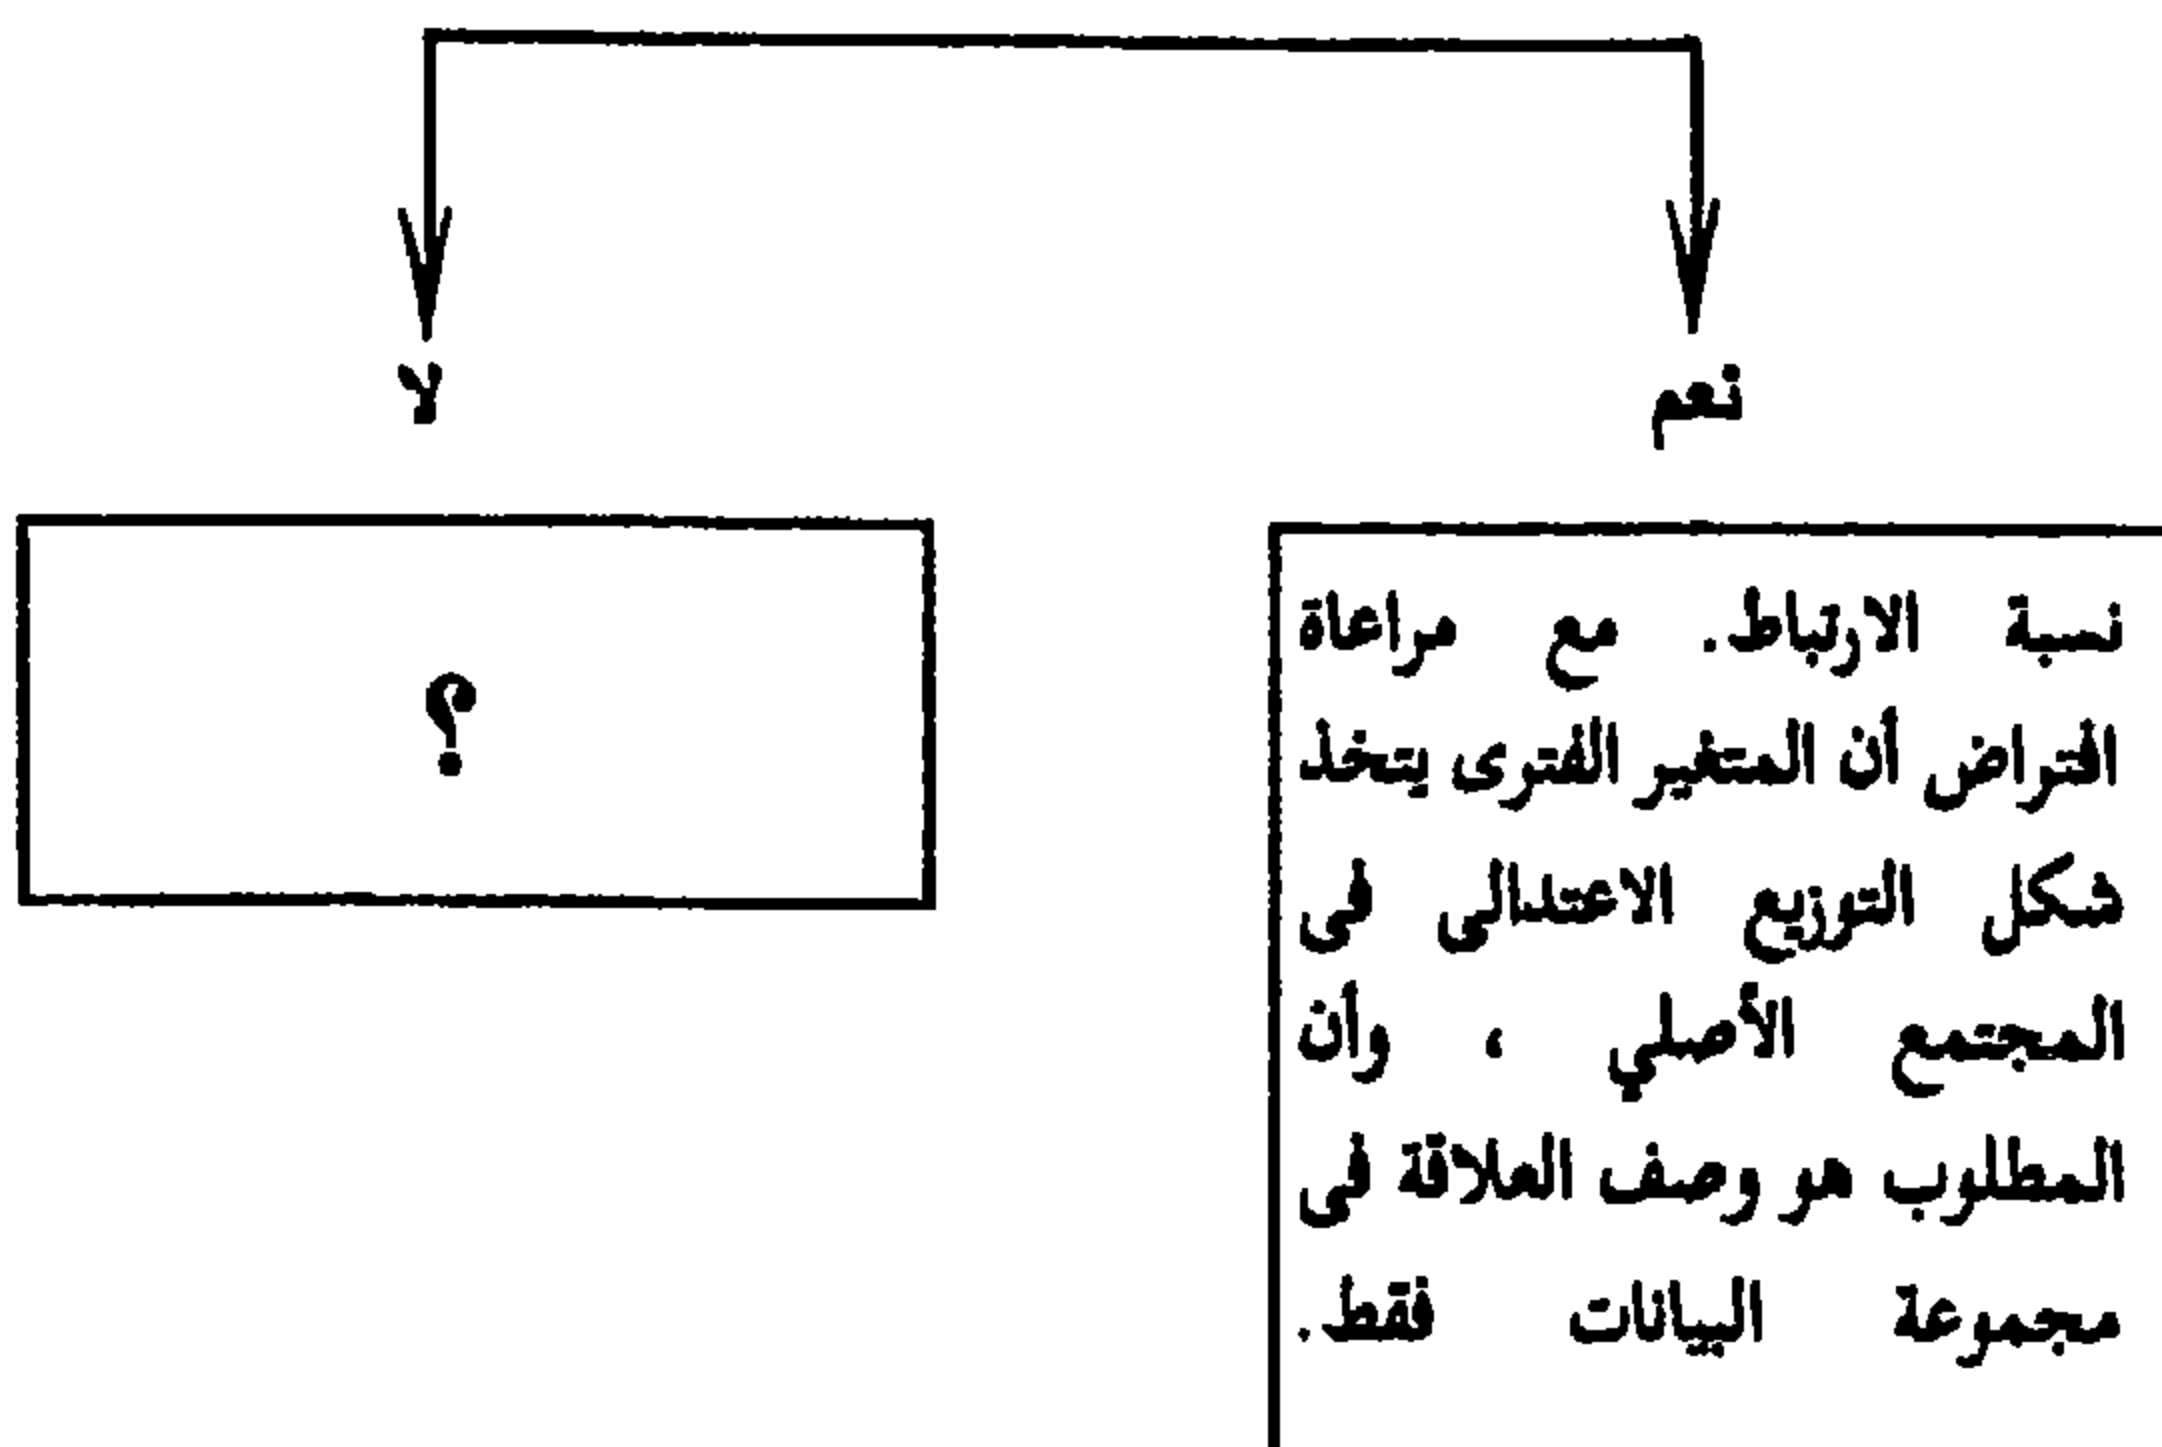 نعم
لا
نسبة الارتباط. مع مراعاة
افتراض أن المتغير الفترى يتخذ
شكل التوزيع الاعتدالى فى
المجتمع الأصلي ، وأن
المطلوب هو وصف العلاقة فى
مجموعة البيانات فقط.
؟